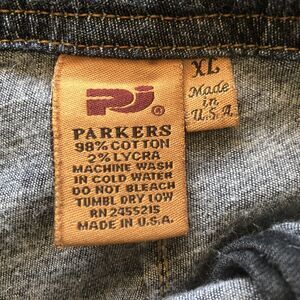 PJ®
PARKERS
98% COTTON
2% LYCRA
MACHINE WASH
IN COLD WATER
DO NOT BLEACH
TUMBL DRY LOW
RN 2455215
MADE IN U.S.A.
XL
Made
in
U.S.A.